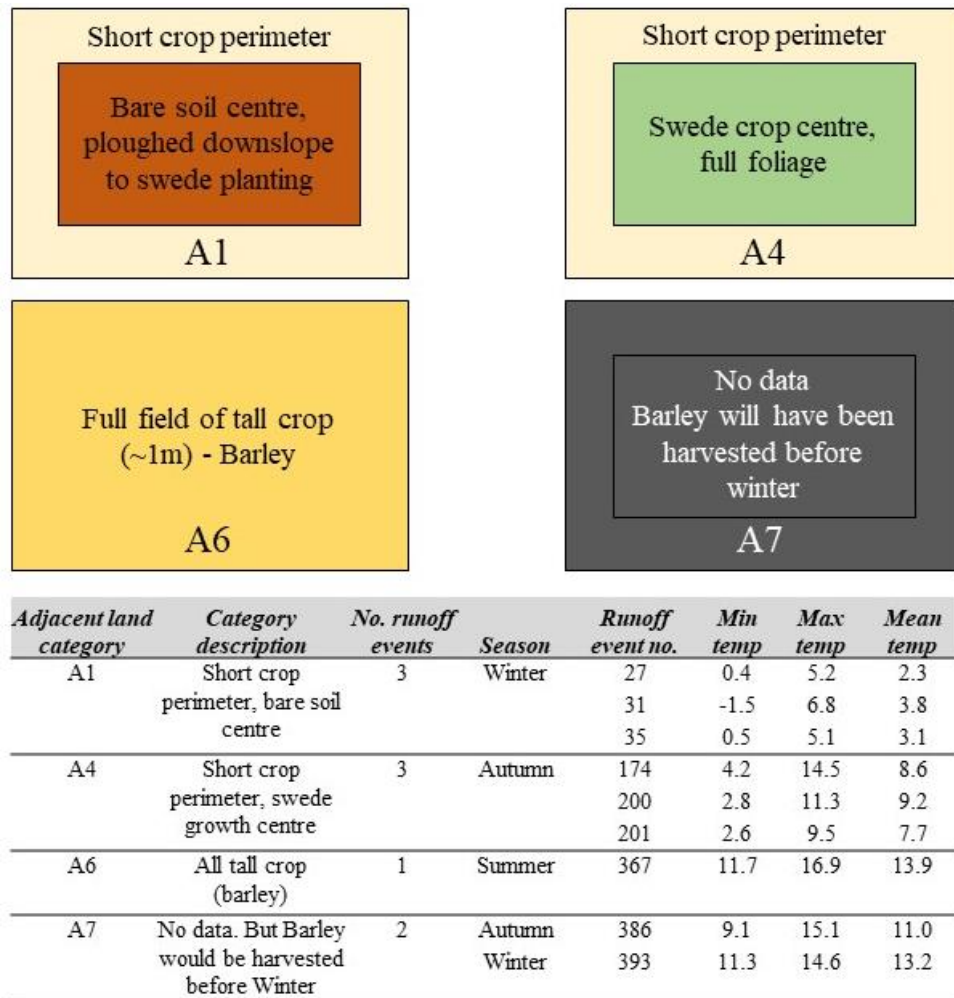 Short crop perimeter
Bare soil centre,
ploughed downslope
to swede planting
A1
Short crop perimeter
Swede crop centre,
full foliage
A4
Full field of tall crop
(~1m) - Barley
A6
No data
Barley will have been
harvested before
winter
A7
Adjacent land category Category description No. runoff events Season Runoff event no. Min temp Max temp Mean temp
A1 Short crop 3 Winter 27 0.4 5.2 2.3
perimeter, bare soil 31 -1.5 6.8 3.8
centre 35 0.5 5.1 3.1
A4 Short crop 3 Autumn 174 4.2 14.5 8.6
perimeter, swede 200 2.8 11.3 9.2
growth centre 201 2.6 9.5 7.7
A6 All tall crop 1 Summer 367 11.7 16.9 13.9
(barley)
A7 No data. But Barley 2 Autumn 386 9.1 15.1 11.0
would be harvested Winter 393 11.3 14.6 13.2
before Winter